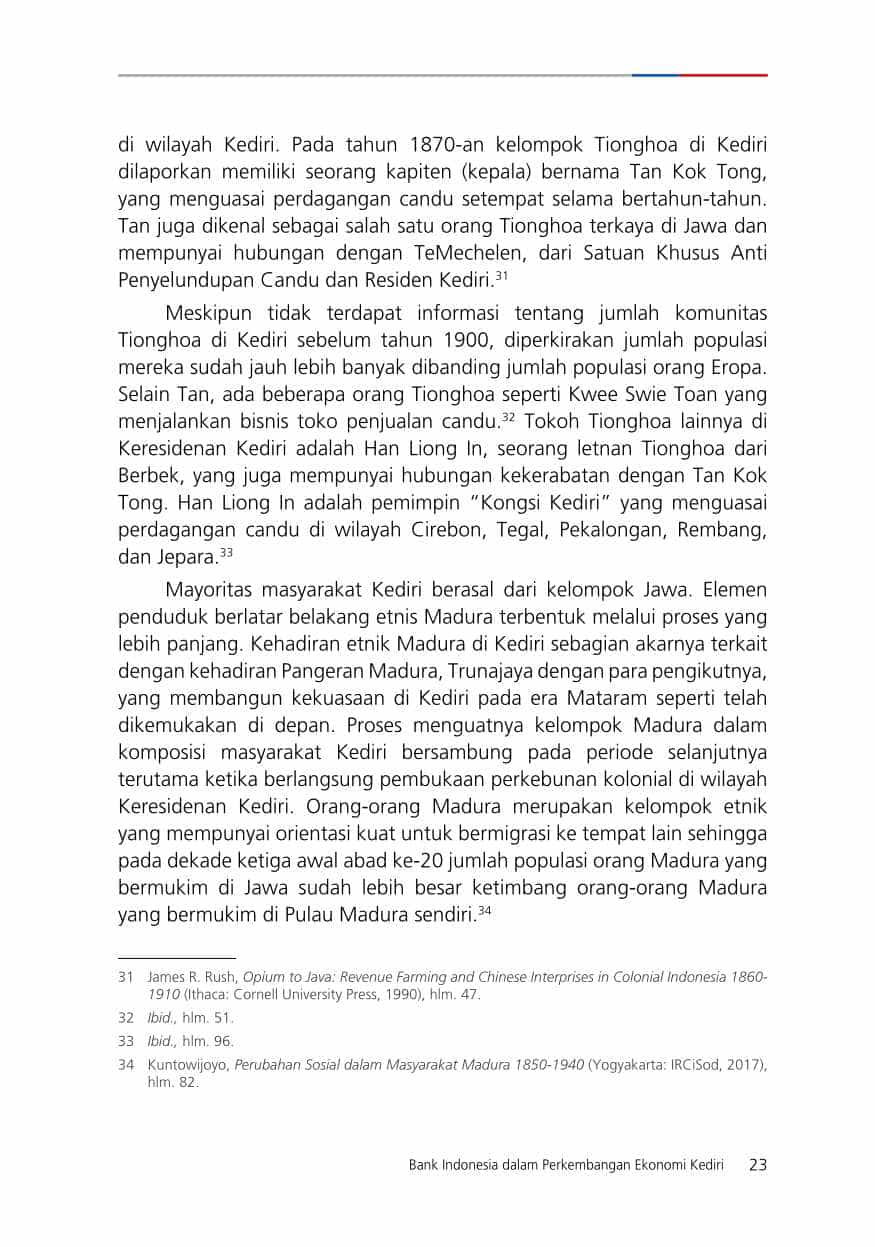 di wilayah Kediri. Pada tahun 1870-an kelompok Tionghoa di Kediri
dilaporkan memiliki seorang kapiten (kepala) bernama Tan Kok Tong,
yang menguasai perdagangan candu setempat selama bertahun-tahun.
Tan juga dikenal sebagai salah satu orang Tionghoa terkaya di Jawa dan
mempunyai hubungan dengan TeMechelen, dari Satuan Khusus Anti
Penyelundupan Candu dan Residen Kediri.31
Meskipun tidak terdapat informasi tentang jumlah komunitas
Tionghoa di Kediri sebelum tahun 1900, diperkirakan jumlah populasi
mereka sudah jauh lebih banyak dibanding jumlah populasi orang Eropa.
Selain Tan, ada beberapa orang Tionghoa seperti Kwee Swie Toan yang
menjalankan bisnis toko penjualan candu.32 Tokoh Tionghoa lainnya di
Keresidenan Kediri adalah Han Liong In, seorang letnan Tionghoa dari
Berbek, yang juga mempunyai hubungan kekerabatan dengan Tan Kok
Tong. Han Liong In adalah pemimpin “Kongsi Kediri” yang menguasai
perdagangan candu di wilayah Cirebon, Tegal, Pekalongan, Rembang,
dan Jepara.33
Mayoritas masyarakat Kediri berasal dari kelompok Jawa. Elemen
penduduk berlatar belakang etnis Madura terbentuk melalui proses yang
lebih panjang. Kehadiran etnik Madura di Kediri sebagian akarnya terkait
dengan kehadiran Pangeran Madura, Trunajaya dengan para pengikutnya,
yang membangun kekuasaan di Kediri pada era Mataram seperti telah
dikemukakan di depan. Proses menguatnya kelompok Madura dalam
komposisi masyarakat Kediri bersambung pada periode selanjutnya
terutama ketika berlangsung pembukaan perkebunan kolonial di wilayah
Keresidenan Kediri. Orang-orang Madura merupakan kelompok etnik
yang mempunyai orientasi kuat untuk bermigrasi ke tempat lain sehingga
pada dekade ketiga awal abad ke-20 jumlah populasi orang Madura yang
bermukim di Jawa sudah lebih besar ketimbang orang-orang Madura
yang bermukim di Pulau Madura sendiri.34
31 James R. Rush, Opium to Java: Revenue Farming and Chinese Interprises in Colonial Indonesia 1860-
1910 (Ithaca: Cornell University Press, 1990), hlm. 47.
32 Ibid., hlm. 51.
33 Ibid., hlm. 96.
34 Kuntowijoyo, Perubahan Sosial dalam Masyarakat Madura 1850-1940 (Yogyakarta: IRCiSod, 2017),
hlm. 82.
Bank Indonesia dalam Perkembangan Ekonomi Kediri 23